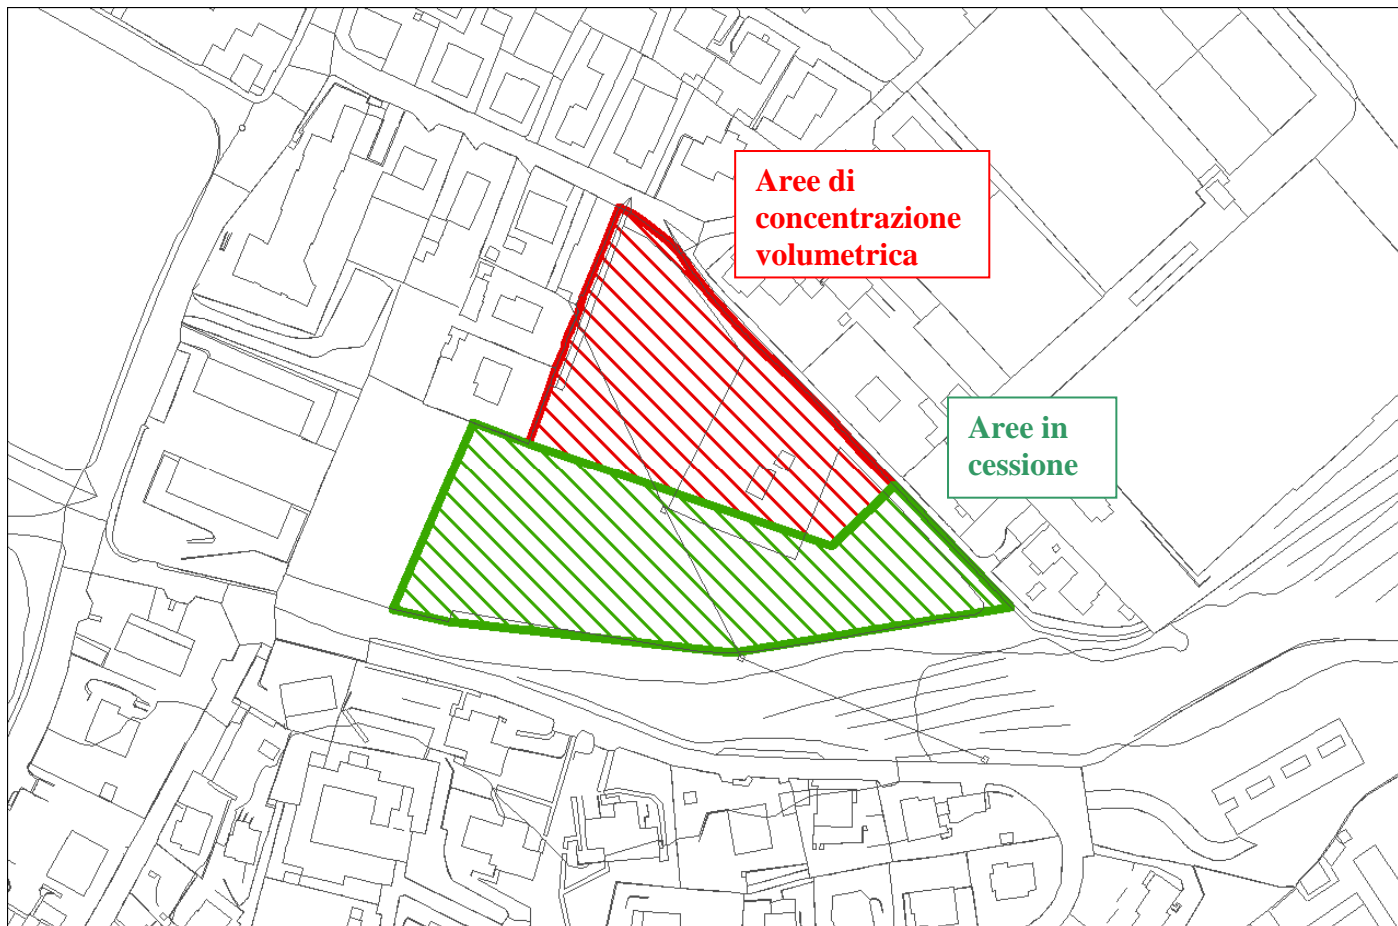 Aree di
concentrazione
volumetrica
Aree in
cessione